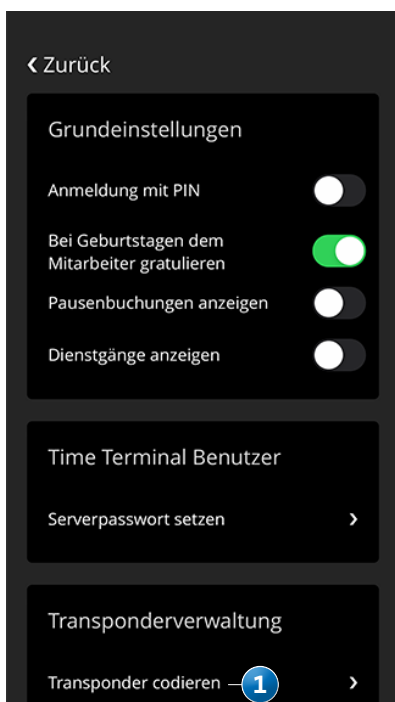 Zurück
Grundeinstellungen
Anmeldung mit PIN
Bei Geburtstagen dem
Mitarbeiter gratulieren
Pausenbuchungen anzeigen
Dienstgänge anzeigen
Time Terminal Benutzer
Serverpasswort setzen
Transponderverwaltung
Transponder codieren 1